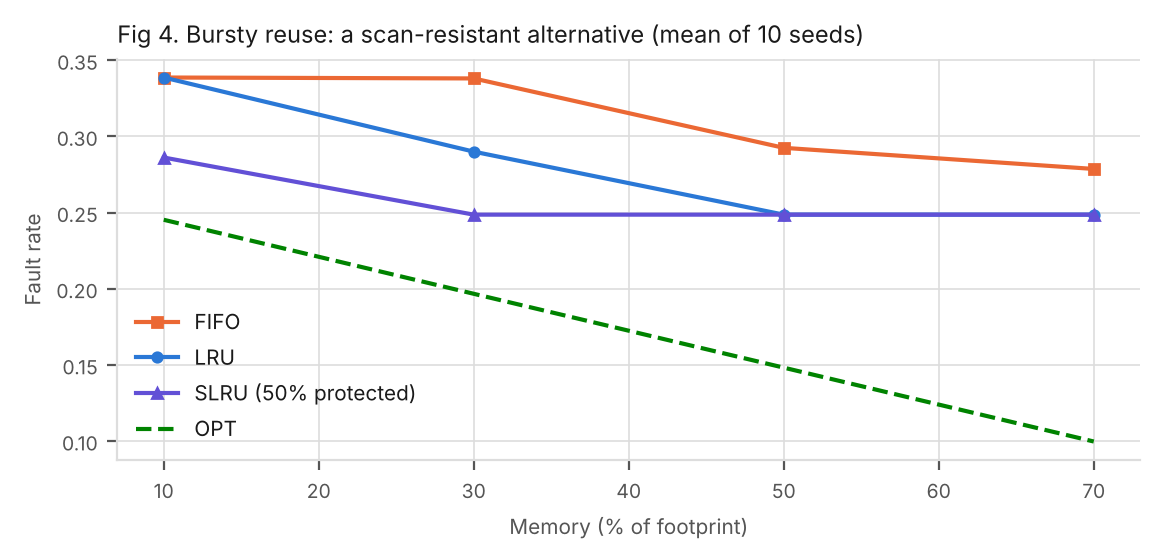 Fig 4. Bursty reuse: a scan-resistant alternative (mean of 10 seeds)
0.35
0.30
0.25
0.20
0.15
0.10
Fault rate
FIFO
LRU
SLRU (50% protected)
OPT
10 20 30 40 50 60 70
Memory (% of footprint)